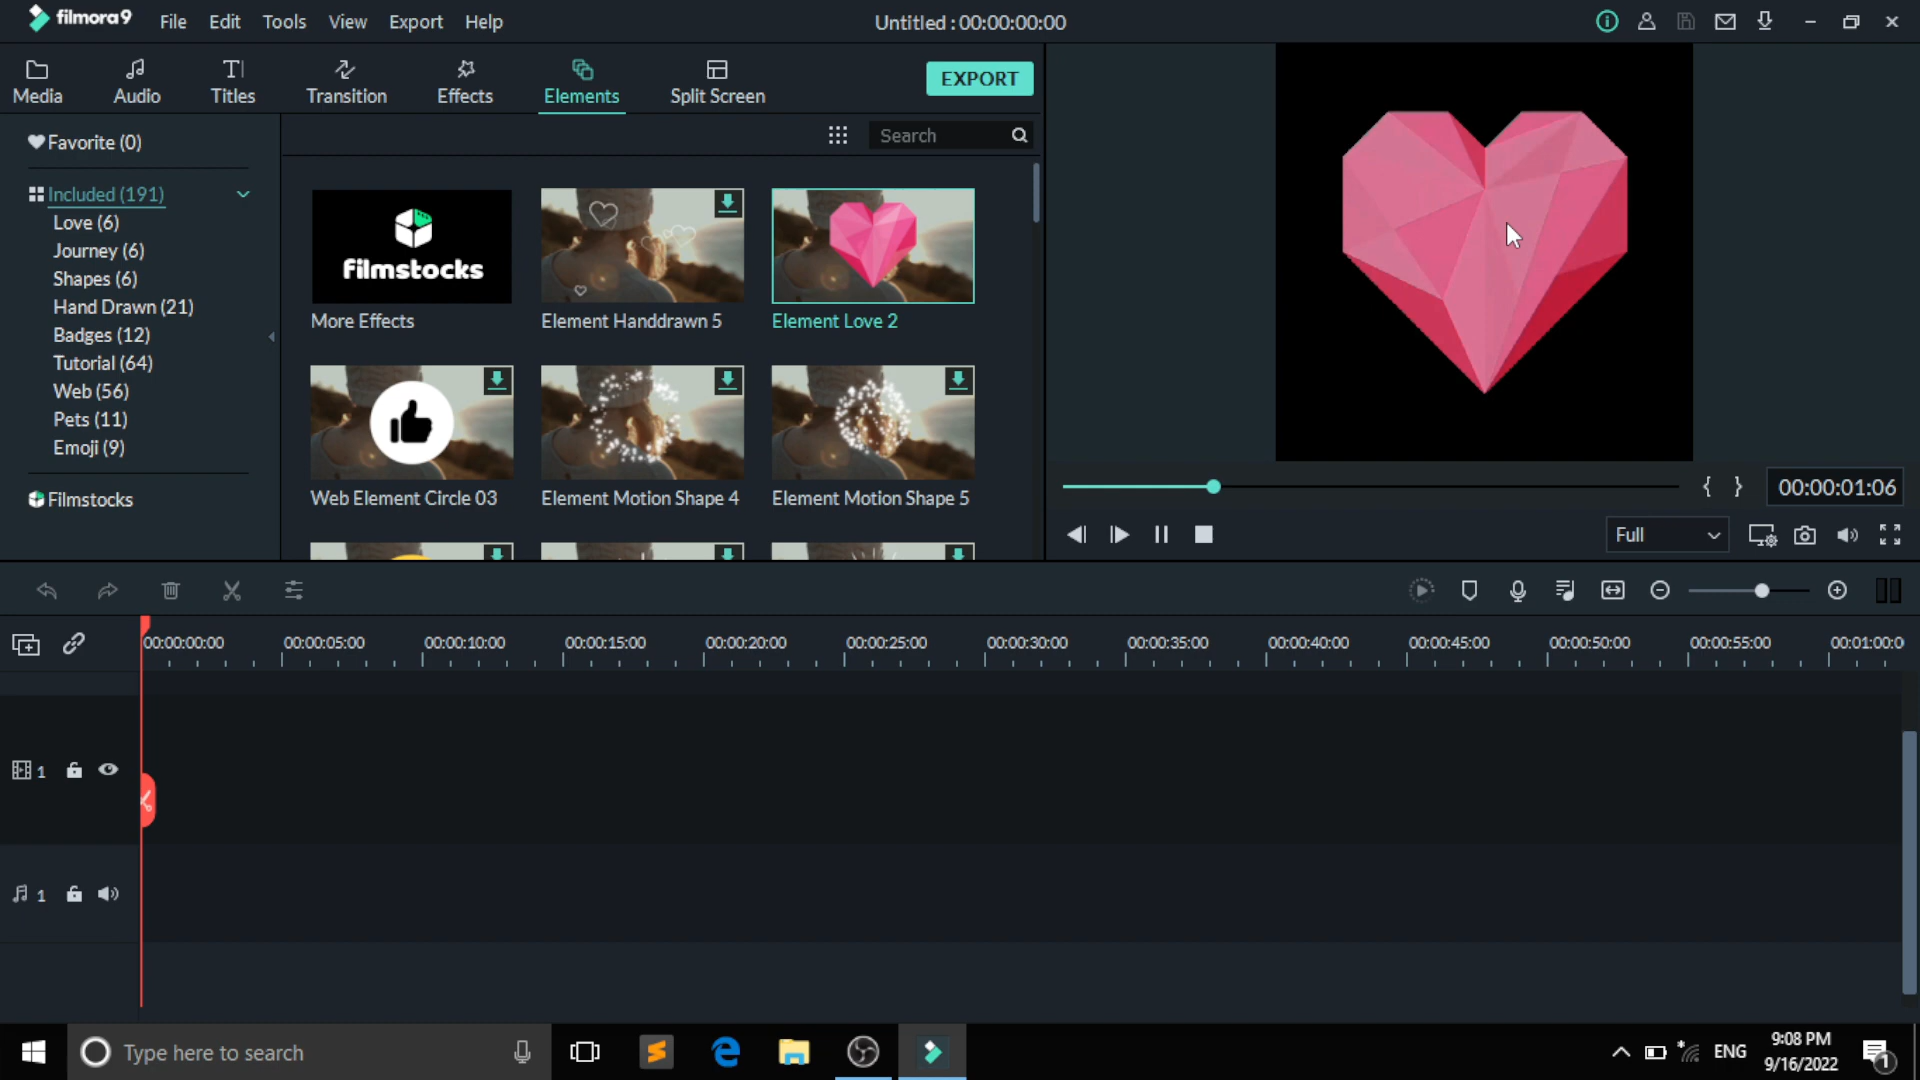 filmora9 File Edit Tools View Export Help Untitled : 00:00:00:00
Media Audio Titles Transition Effects Elements Split Screen EXPORT
Favorite (0)
Search
Included (191)
Love (6)
Journey (6)
Shapes (6)
Hand Drawn (21)
Badges (12)
Tutorial (64)
Web (56)
Pets (11)
Emoji (9)
Filmstocks
filmstocks
More Effects Element Handdrawn 5 Element Love 2
Web Element Circle 03 Element Motion Shape 4 Element Motion Shape 5
{ } 00:00:01:06
Full
00:00:00:00 00:00:05:00 00:00:10:00 00:00:15:00 00:00:20:00 00:00:25:00 00:00:30:00 00:00:35:00 00:00:40:00 00:00:45:00 00:00:50:00 00:00:55:00 00:01:00:0
1
1
Type here to search
ENG
9:08 PM
9/16/2022
1